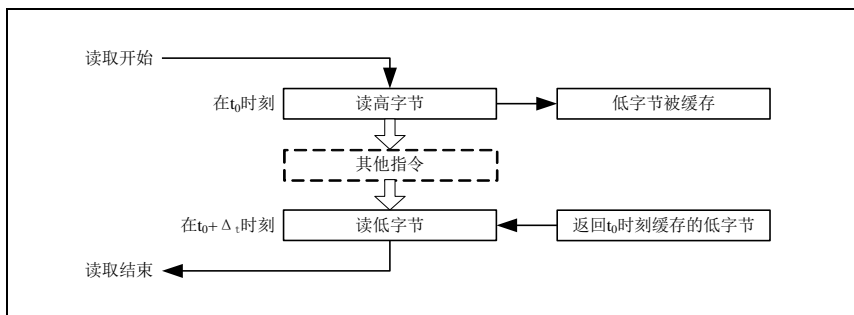 读取开始
在t₀时刻
读高字节
低字节被缓存
其他指令
在t₀+Δₜ时刻
读低字节
返回t₀时刻缓存的低字节
读取结束